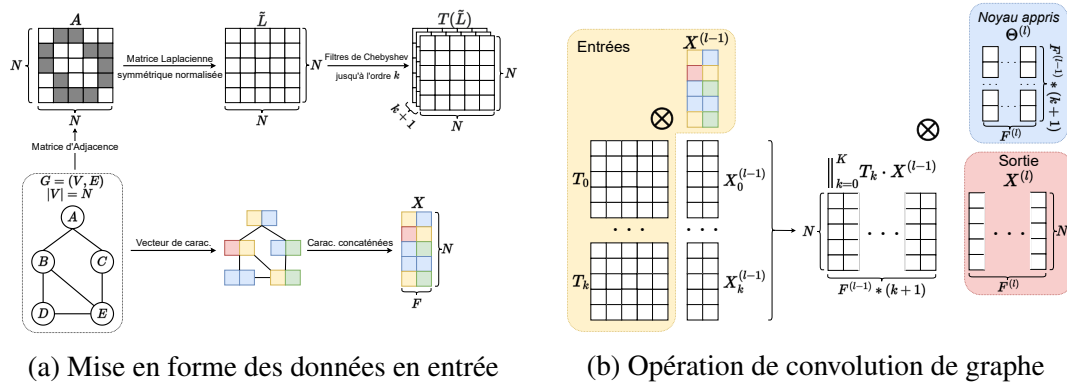 A
N
N
Matrice Laplacienne
symétrique normalisée
L̃
N
N
Filtres de Chebyshev
jusqu'à l'ordre k
T(L̃)
N
k+1
N
Matrice d'Adjacence
G = (V, E)
|V| = N
A
B
C
D
E
Vecteur de carac.
Carac. concaténées
X
N
F
(a) Mise en forme des données en entrée
Entrées
X^(l-1)
⊗
T_0
X_0^(l-1)
. . .
. . .
T_k
X_k^(l-1)
‖_{k=0}^{K} T_k · X^(l-1)
N
. . .
F^(l-1) * (k+1)
⊗
Noyau appris
Θ^(l)
...
... ...
...
F^(l-1) * (k+1)
F^(l)
Sortie
X^(l)
. . .
N
F^(l)
(b) Opération de convolution de graphe